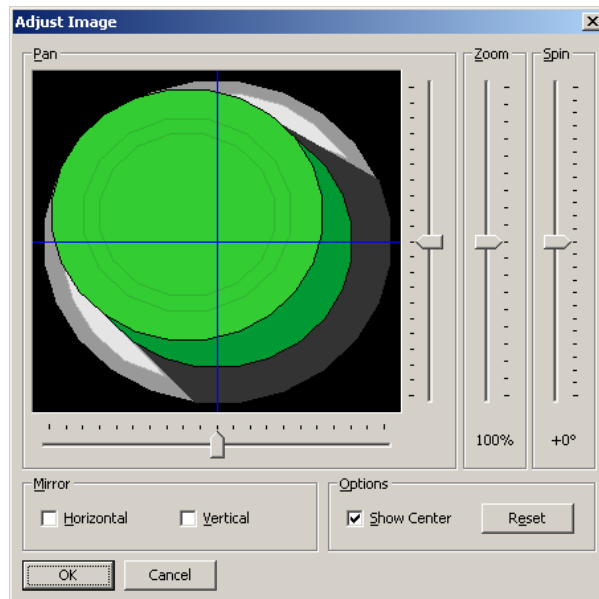 Adjust Image
Pan
Zoom
Spin
100%
+0°
Mirror
Horizontal
Vertical
Options
Show Center
Reset
OK
Cancel